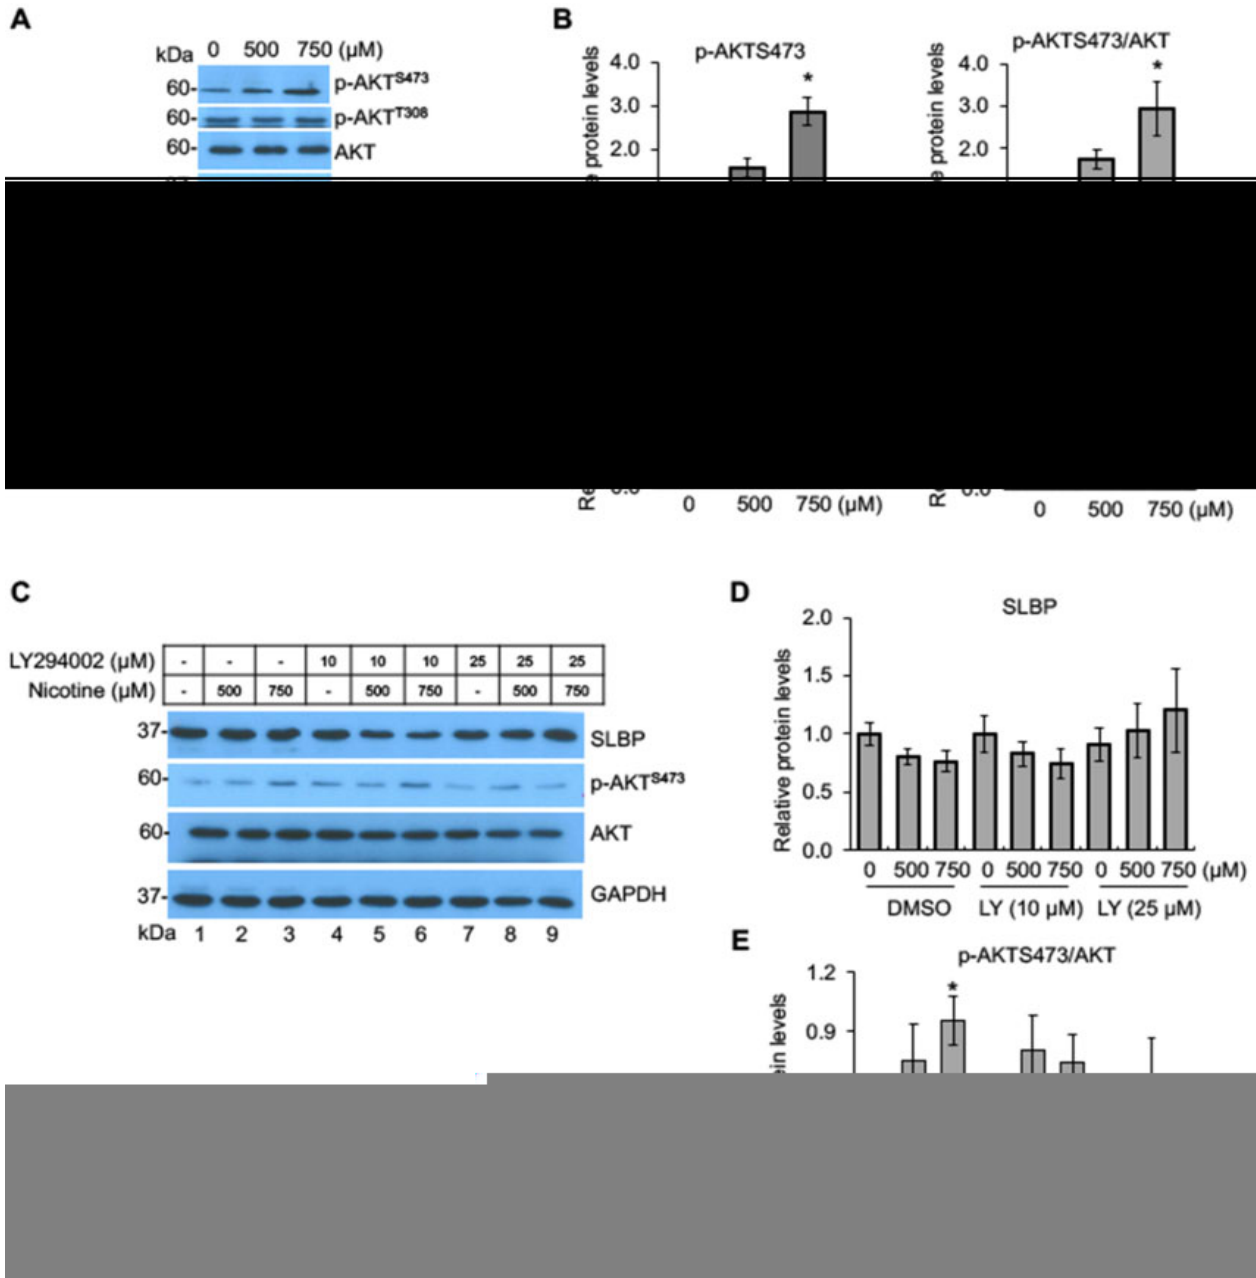 A
kDa 0 500 750 (µM)
60- p-AKTS473
60- p-AKTT308
60- AKT
B
p-AKTS473
4.0
3.0
2.0
protein levels
*
p-AKTS473/AKT
4.0
3.0
2.0
protein levels
*
0 500 750 (µM)
0 500 750 (µM)
C
LY294002 (µM) - - - 10 10 10 25 25 25
Nicotine (µM) - 500 750 - 500 750 - 500 750
37- SLBP
60- p-AKTS473
60- AKT
37- GAPDH
kDa 1 2 3 4 5 6 7 8 9
D
SLBP
Relative protein levels
2.0
1.5
1.0
0.5
0.0
0 500 750 0 500 750 0 500 750 (µM)
DMSO LY (10 µM) LY (25 µM)
E
p-AKTS473/AKT
1.2
0.9
levels
*